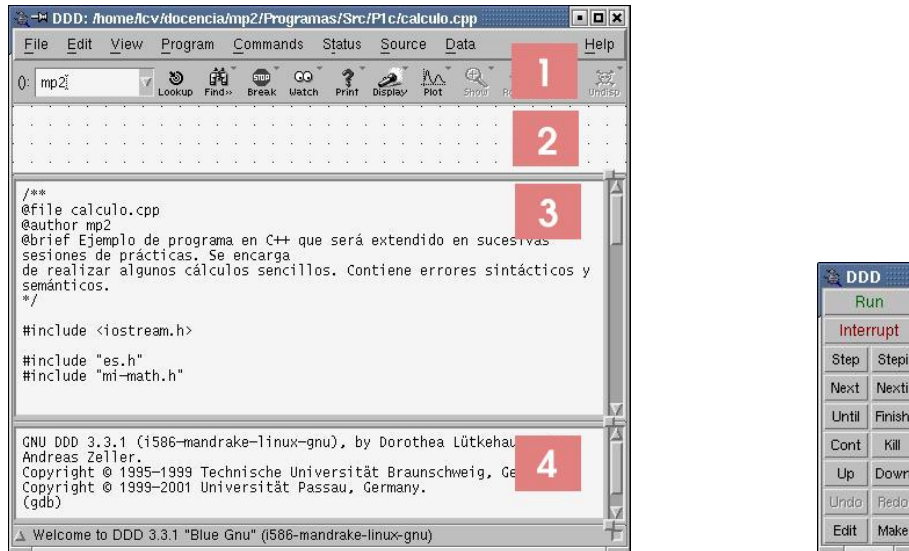 DDD: /home/lcv/docencia/mp2/Programas/Src/P1c/calculo.cpp
File Edit View Program Commands Status Source Data Help
(): mp2
Lookup Find» Break Watch Print Display Plot Show Undisp
1
2
3
/**
@file calculo.cpp
@author mp2
@brief Ejemplo de programa en C++ que será extendido en sucesivas
sesiones de prácticas. Se encarga
de realizar algunos cálculos sencillos. Contiene errores sintácticos y
semánticos.
*/
#include <iostream.h>
#include "es.h"
#include "mi-math.h"
4
GNU DDD 3.3.1 (i586-mandrake-linux-gnu), by Dorothea Lütkehau
Andreas Zeller.
Copyright © 1995-1999 Technische Universität Braunschweig, Ge
Copyright © 1999-2001 Universität Passau, Germany.
(gdb)
Welcome to DDD 3.3.1 "Blue Gnu" (i586-mandrake-linux-gnu)
DDD
Run
Interrupt
Step Stepi
Next Nexti
Until Finish
Cont Kill
Up Down
Undo Redo
Edit Make